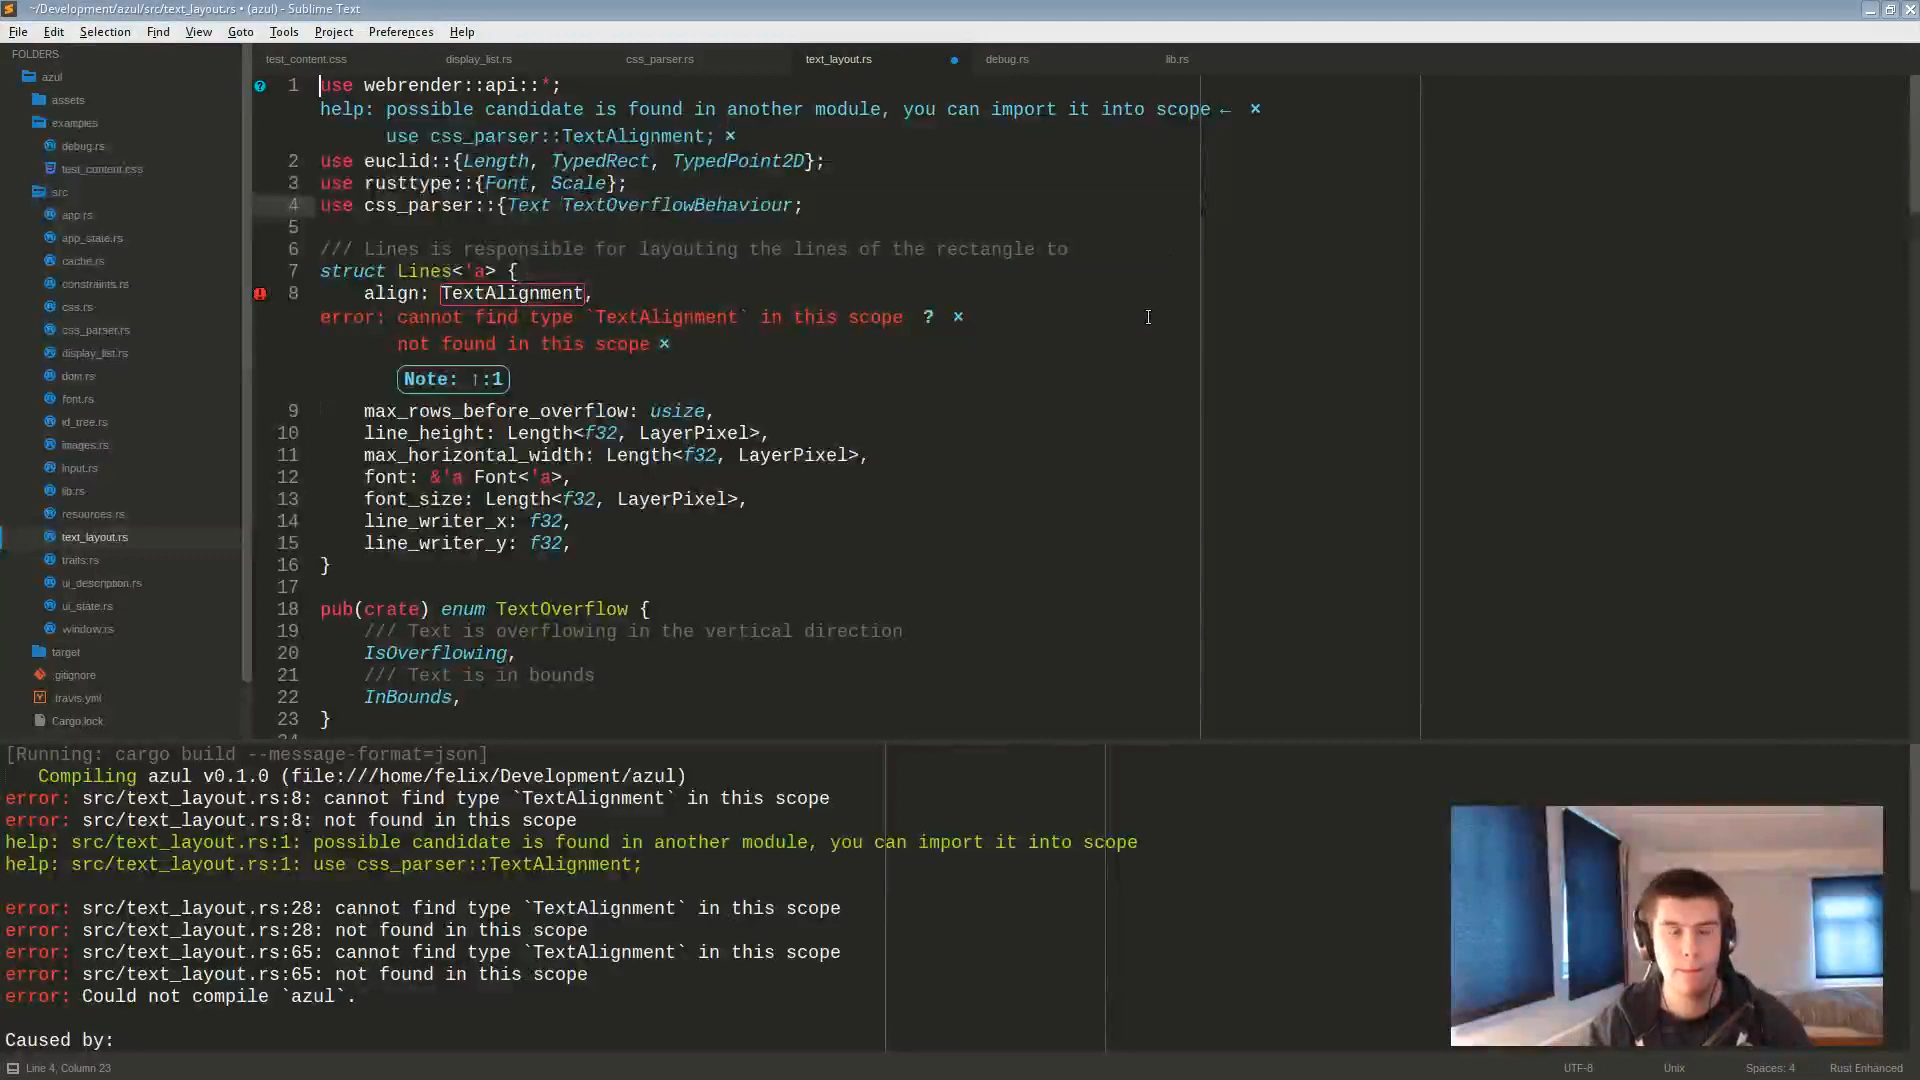 ~/Development/azul/src/text_layout.rs • (azul) - Sublime Text
File Edit Selection Find View Goto Tools Project Preferences Help
FOLDERS
azul
assets
examples
debug.rs
test_content.css
src
app.rs
app_state.rs
cache.rs
constraints.rs
css.rs
css_parser.rs
display_list.rs
dom.rs
font.rs
id_tree.rs
images.rs
input.rs
lib.rs
resources.rs
text_layout.rs
traits.rs
ui_description.rs
ui_state.rs
window.rs
target
.gitignore
.travis.yml
Cargo.lock
test_content.css display_list.rs css_parser.rs text_layout.rs debug.rs lib.rs
1 use webrender::api::*;
help: possible candidate is found in another module, you can import it into scope ← ×
use css_parser::TextAlignment; ×
2 use euclid::{Length, TypedRect, TypedPoint2D};
3 use rusttype::{Font, Scale};
4 use css_parser::{Text TextOverflowBehaviour;
5
6 /// Lines is responsible for layouting the lines of the rectangle to
7 struct Lines<'a> {
8 align: TextAlignment,
error: cannot find type `TextAlignment` in this scope ? ×
not found in this scope ×
Note: ↑:1
9 max_rows_before_overflow: usize,
10 line_height: Length<f32, LayerPixel>,
11 max_horizontal_width: Length<f32, LayerPixel>,
12 font: &'a Font<'a>,
13 font_size: Length<f32, LayerPixel>,
14 line_writer_x: f32,
15 line_writer_y: f32,
16 }
17
18 pub(crate) enum TextOverflow {
19 /// Text is overflowing in the vertical direction
20 IsOverflowing,
21 /// Text is in bounds
22 InBounds,
23 }
[Running: cargo build --message-format=json]
Compiling azul v0.1.0 (file:///home/felix/Development/azul)
error: src/text_layout.rs:8: cannot find type `TextAlignment` in this scope
error: src/text_layout.rs:8: not found in this scope
help: src/text_layout.rs:1: possible candidate is found in another module, you can import it into scope
help: src/text_layout.rs:1: use css_parser::TextAlignment;
error: src/text_layout.rs:28: cannot find type `TextAlignment` in this scope
error: src/text_layout.rs:28: not found in this scope
error: src/text_layout.rs:65: cannot find type `TextAlignment` in this scope
error: src/text_layout.rs:65: not found in this scope
error: Could not compile `azul`.
Caused by:
Line 4, Column 23 UTF-8 Unix Spaces: 4 Rust Enhanced